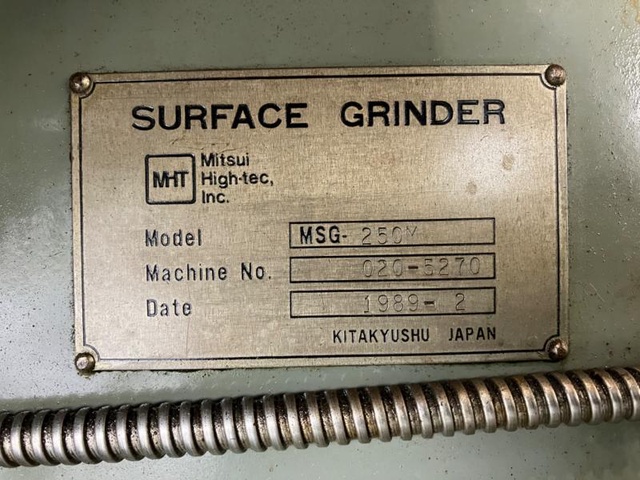 SURFACE GRINDER
MHT
Mitsui
High-tec,
Inc.
Model MSG- 250M
Machine No. 020-5270
Date 1989- 2
KITAKYUSHU JAPAN